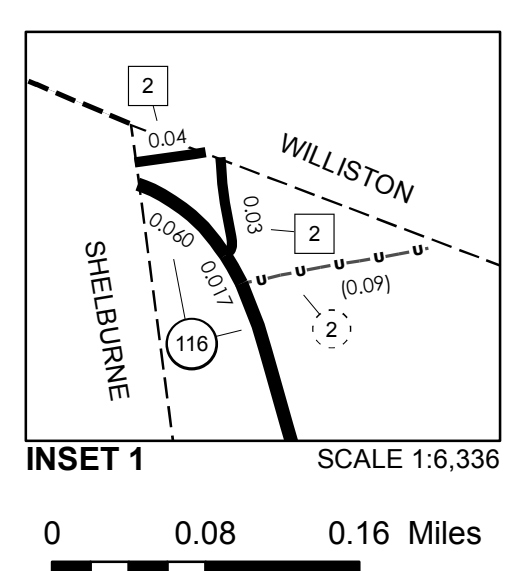 2
0.04
WILLISTON
0.03
2
0.060
0.017
U U U U U
(0.09)
2
SHELBURNE
116
INSET 1
SCALE 1:6,336
0 0.08 0.16 Miles